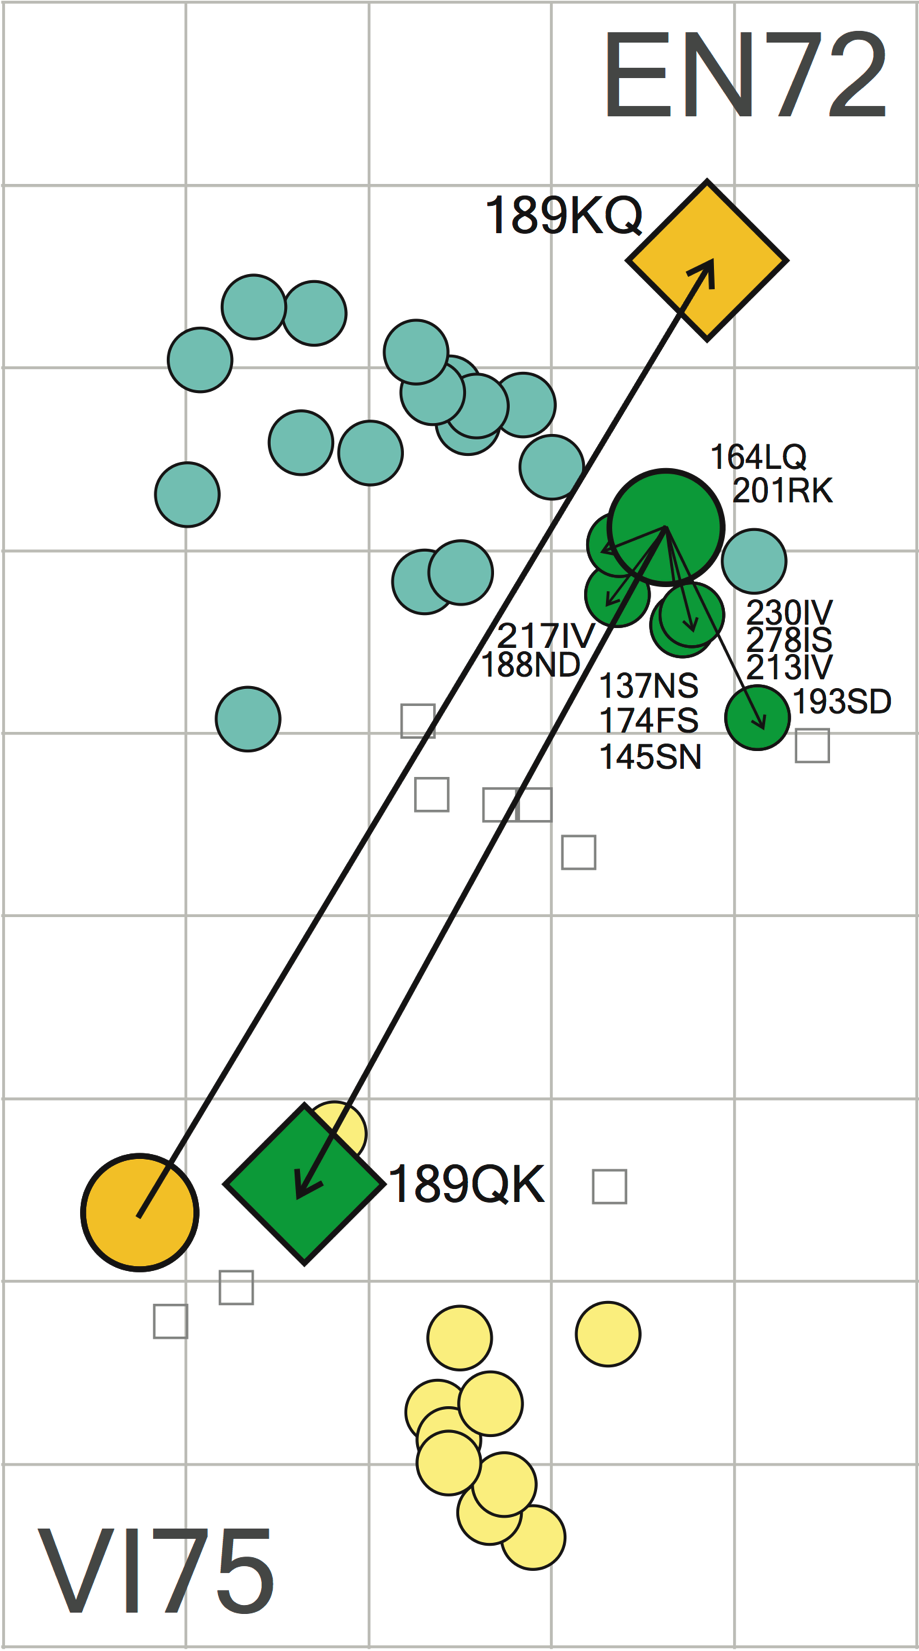 EN72
189KQ
164LQ
201RK
217IV
188ND
230IV
278IS
213IV
193SD
137NS
174FS
145SN
189QK
VI75